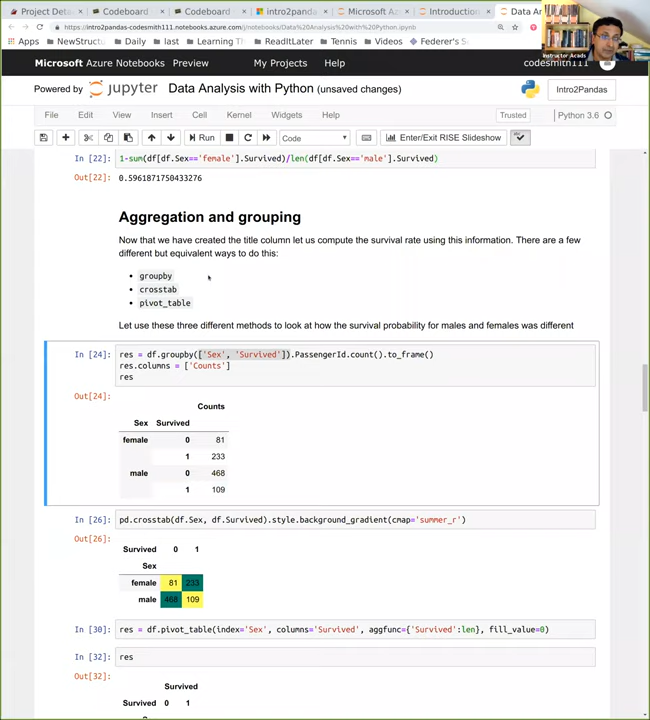 Project Deta
Codeboard
Codeboard
intro2pandas
Microsoft Az
Introduction
Data An
https://intro2pandas-codesmith111.notebooks.azure.com/j/notebooks/Data%20Analysis%20with%20Python.ipynb
Apps
NewStructure
Daily
last
Learning T
ReadItLater
Tennis
Videos
Federer's S
Instructor Acads
Microsoft Azure Notebooks
Preview
My Projects
Help
codesmith111
Powered by
jupyter
Data Analysis with Python (unsaved changes)
Intro2Pandas
File
Edit
View
Insert
Cell
Kernel
Widgets
Help
Trusted
Python 3.6
Run
Code
Enter/Exit RISE Slideshow
In [22]: 1-sum(df[df.Sex=='female'].Survived)/len(df[df.Sex=='male'].Survived)
Out[22]: 0.5961871750433276
Aggregation and grouping
Now that we have created the title column let us compute the survival rate using this information. There are a few
different but equivalent ways to do this:
• groupby
• crosstab
• pivot_table
Let use these three different methods to look at how the survival probability for males and females was different
In [24]: res = df.groupby(['Sex', 'Survived']).PassengerId.count().to_frame()
res.columns = ['Counts']
res
Out[24]:
Counts
Sex Survived
female 0 81
1 233
male 0 468
1 109
In [26]: pd.crosstab(df.Sex, df.Survived).style.background_gradient(cmap='summer_r')
Out[26]:
Survived 0 1
Sex
female 81 233
male 468 109
In [30]: res = df.pivot_table(index='Sex', columns='Survived', aggfunc={'Survived':len}, fill_value=0)
In [32]: res
Out[32]:
Survived
Survived 0 1